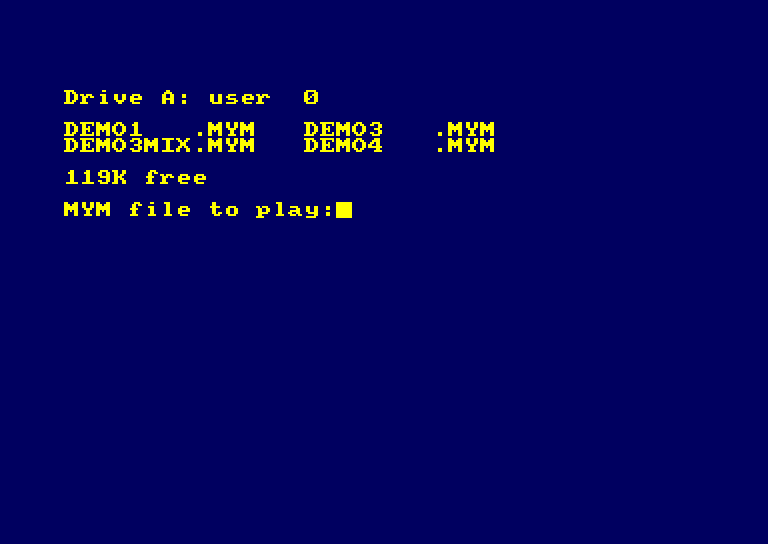 Drive A: user  0
DEMO1   .MYM   DEMO3   .MYM
DEMO3MIX.MYM   DEMO4   .MYM
119K free
MYM file to play: